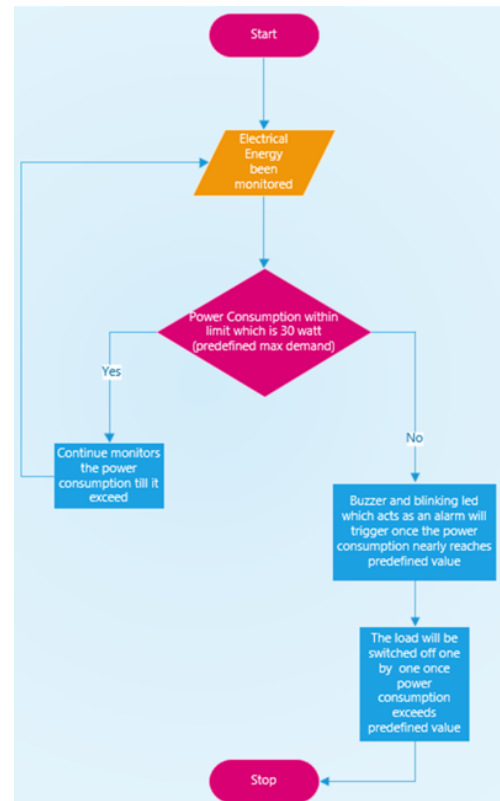 Start
Electrical
Energy
been
monitored
Power Consumption within
limit which is 30 watt
(predefined max demand)
Yes
No
Continue monitors
the power
consumption till it
exceed
Buzzer and blinking led
which acts as an alarm will
trigger once the power
consumption nearly reaches
predefined value
The load will be
switched off one
by one once
power
consumption
exceeds
predefined value
Stop